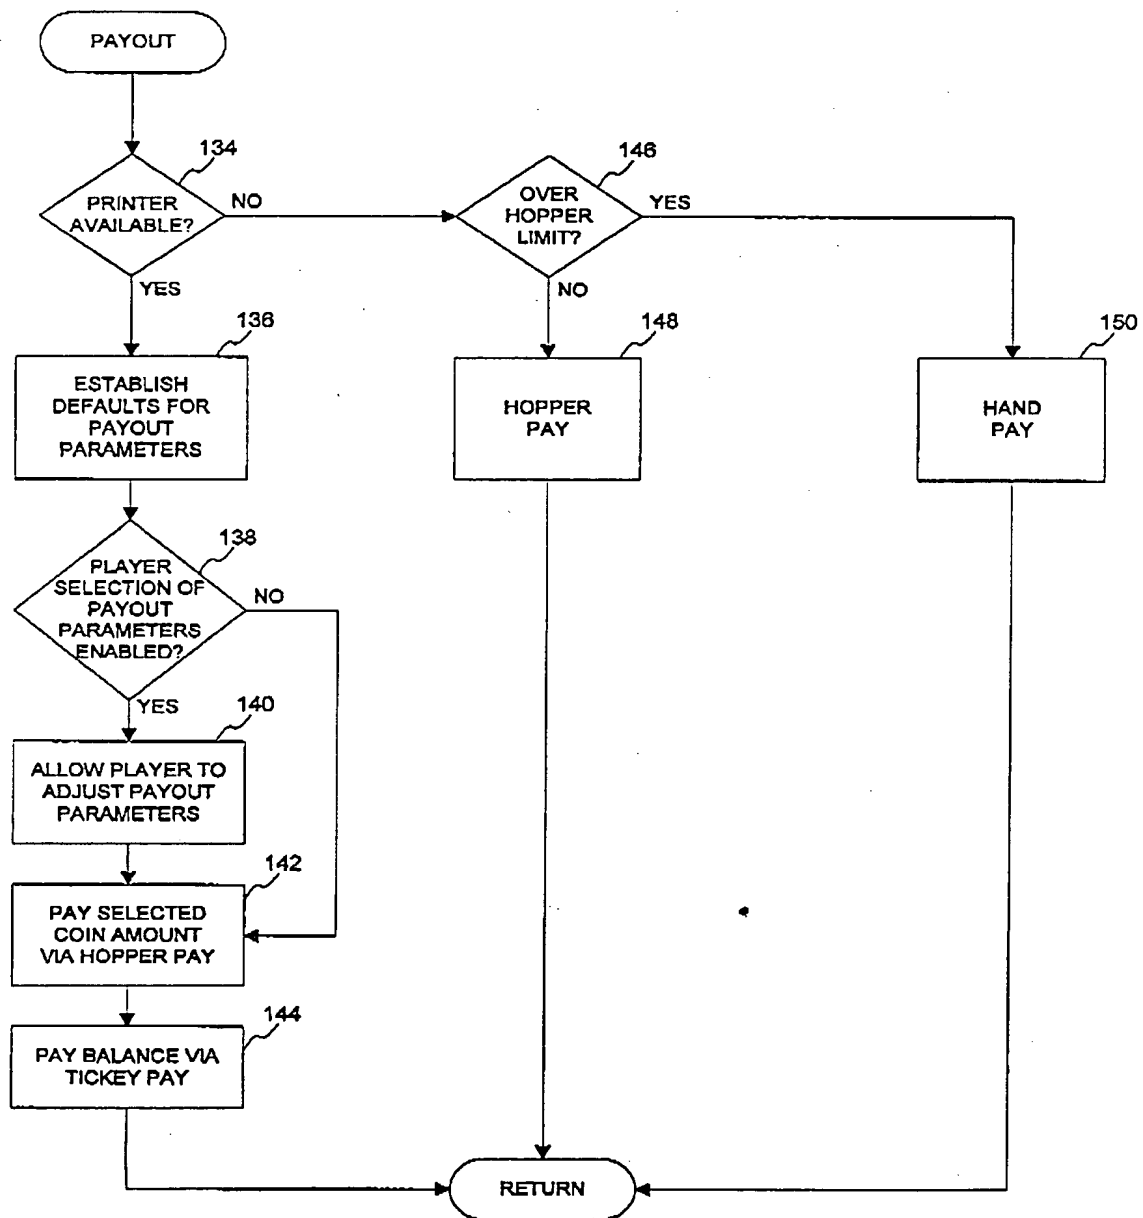 PAYOUT
134
PRINTER
AVAILABLE?
NO
YES
146
OVER
HOPPER
LIMIT?
YES
NO
136
ESTABLISH
DEFAULTS FOR
PAYOUT
PARAMETERS
148
HOPPER
PAY
150
HAND
PAY
138
PLAYER
SELECTION OF
PAYOUT
PARAMETERS
ENABLED?
NO
YES
140
ALLOW PLAYER TO
ADJUST PAYOUT
PARAMETERS
142
PAY SELECTED
COIN AMOUNT
VIA HOPPER PAY
144
PAY BALANCE VIA
TICKEY PAY
RETURN